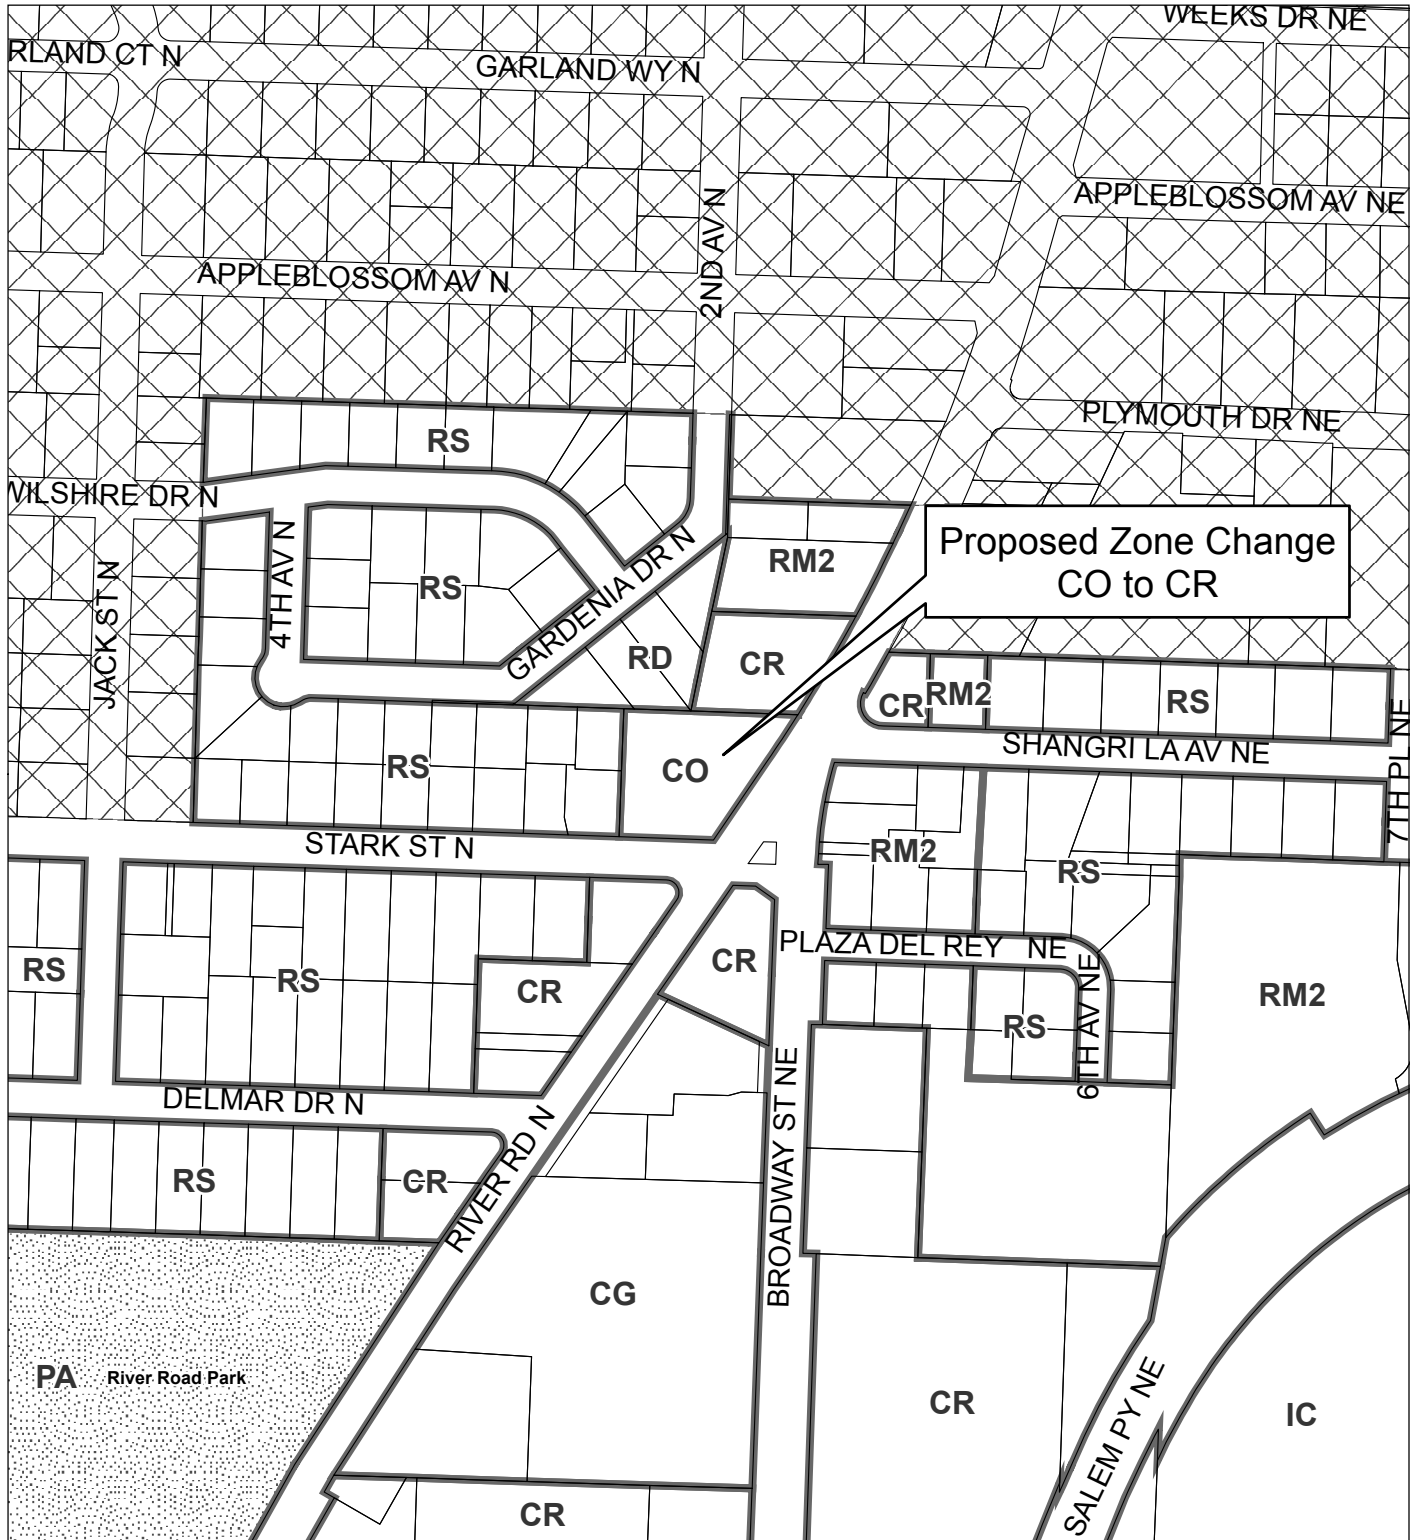 WEEKS DR NE
RLAND CT N
GARLAND WY N
APPLEBLOSSOM AV NE
2ND AV N
APPLEBLOSSOM AV N
PLYMOUTH DR NE
RS
WILSHIRE DR N
4TH AV N
GARDENIA DR N
Proposed Zone Change
CO to CR
RM2
JACK ST N
RS
RD
CR
CR
RM2
RS
7TH PL NE
SHANGRI LA AV NE
RS
CO
STARK ST N
RM2
RS
PLAZA DEL REY NE
CR
RS
RS
CR
RM2
RS
6TH AV NE
DELMAR DR N
RIVER RD N
BROADWAY ST NE
RS
CR
CG
PA
River Road Park
CR
SALEM PY NE
IC
CR